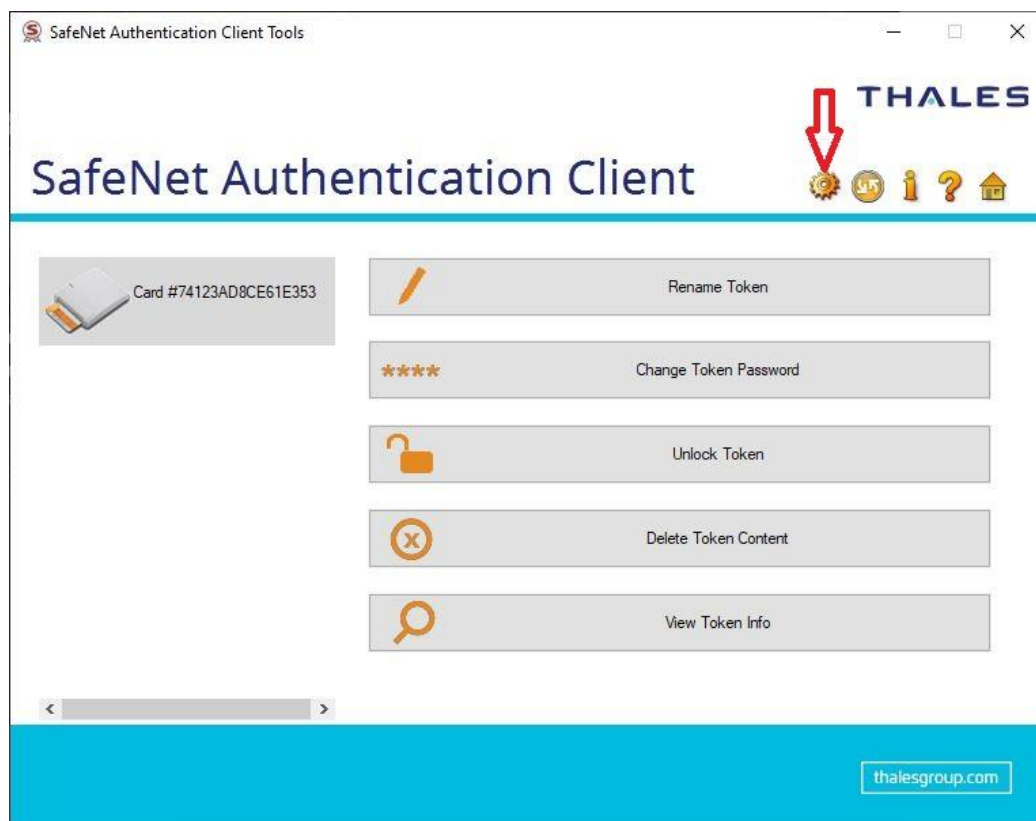 SafeNet Authentication Client Tools
THALES
SafeNet Authentication Client
Card #74123AD8CE61E353
Rename Token
**** Change Token Password
Unlock Token
Delete Token Content
View Token Info
thalesgroup.com